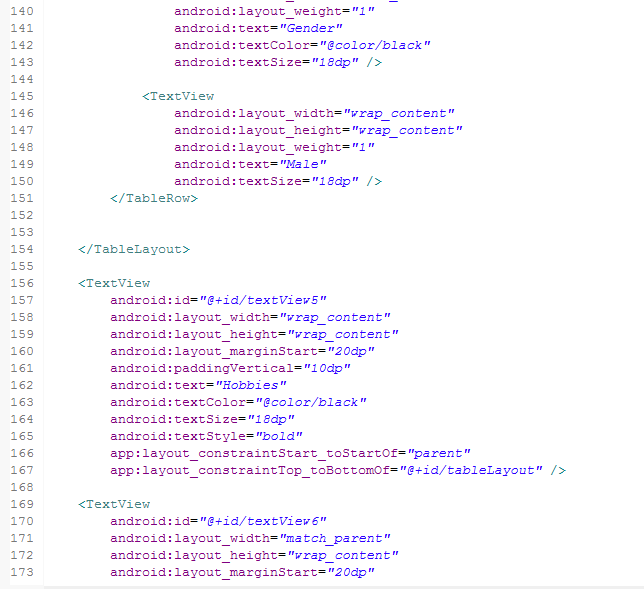 140 android:layout_weight="1"
141 android:text="Gender"
142 android:textColor="@color/black"
143 android:textSize="18dp" />
144
145 <TextView
146 android:layout_width="wrap_content"
147 android:layout_height="wrap_content"
148 android:layout_weight="1"
149 android:text="Male"
150 android:textSize="18dp" />
151 </TableRow>
152
153
154 </TableLayout>
155
156 <TextView
157 android:id="@+id/textView5"
158 android:layout_width="wrap_content"
159 android:layout_height="wrap_content"
160 android:layout_marginStart="20dp"
161 android:paddingVertical="10dp"
162 android:text="Hobbies"
163 android:textColor="@color/black"
164 android:textSize="18dp"
165 android:textStyle="bold"
166 app:layout_constraintStart_toStartOf="parent"
167 app:layout_constraintTop_toBottomOf="@+id/tableLayout" />
168
169 <TextView
170 android:id="@+id/textView6"
171 android:layout_width="match_parent"
172 android:layout_height="wrap_content"
173 android:layout_marginStart="20dp"